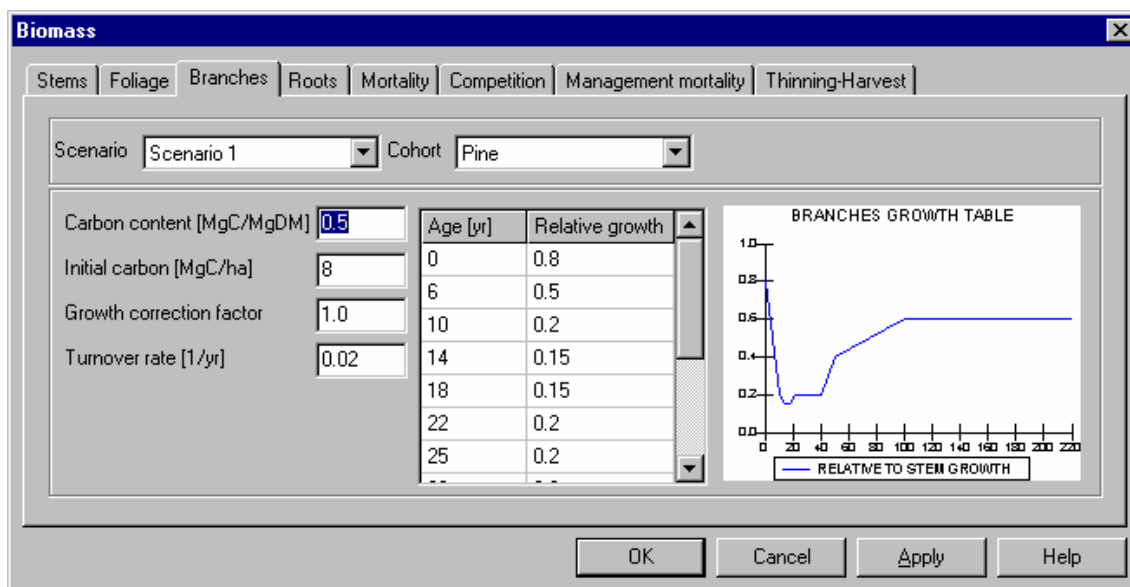 Biomass
Stems Foliage Branches Roots Mortality Competition Management mortality Thinning-Harvest
Scenario Scenario 1 Cohort Pine
Carbon content [MgC/MgDM] 0.5
Initial carbon [MgC/ha] 8
Growth correction factor 1.0
Turnover rate [1/yr] 0.02
Age [yr] Relative growth
0 0.8
6 0.5
10 0.2
14 0.15
18 0.15
22 0.2
25 0.2
BRANCHES GROWTH TABLE
1.0
0.8
0.6
0.4
0.2
0.0
0 20 40 60 80 100 120 140 160 180 200 220
RELATIVE TO STEM GROWTH
OK Cancel Apply Help